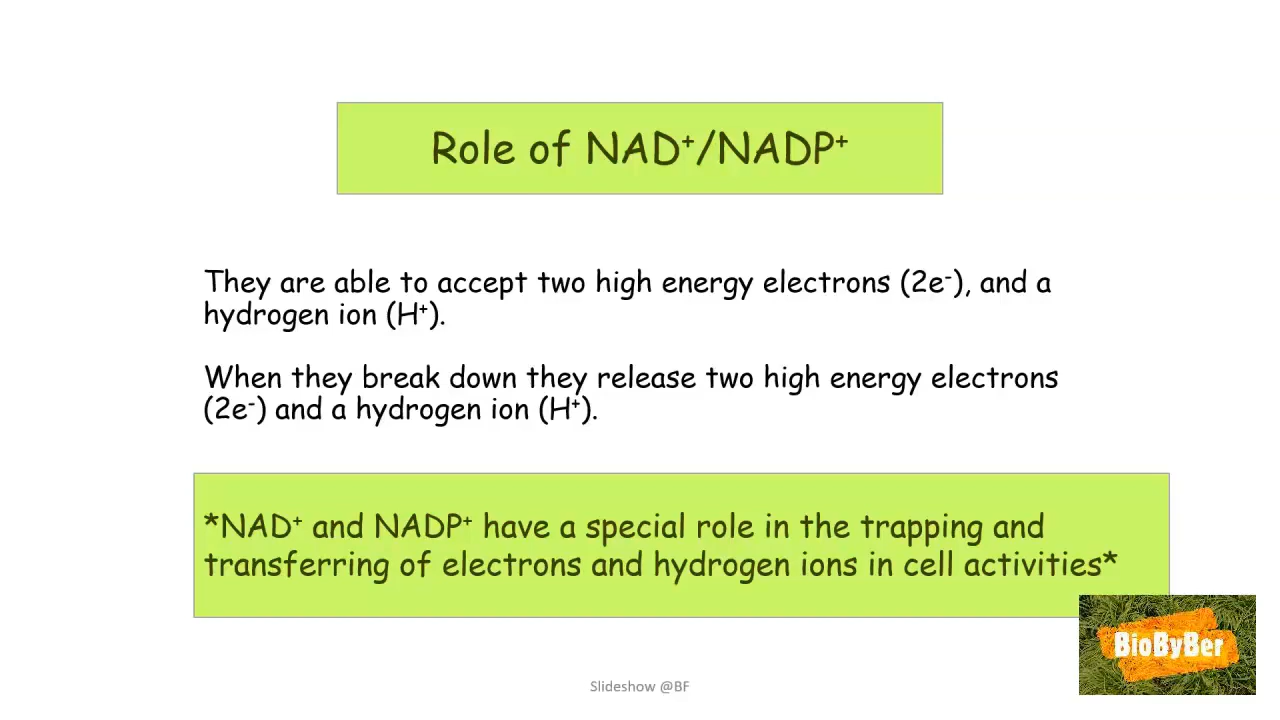 Role of NAD⁺/NADP⁺
They are able to accept two high energy electrons (2e⁻), and a
hydrogen ion (H⁺).
When they break down they release two high energy electrons
(2e⁻) and a hydrogen ion (H⁺).
*NAD⁺ and NADP⁺ have a special role in the trapping and
transferring of electrons and hydrogen ions in cell activities*
BioByBer
Slideshow @BF